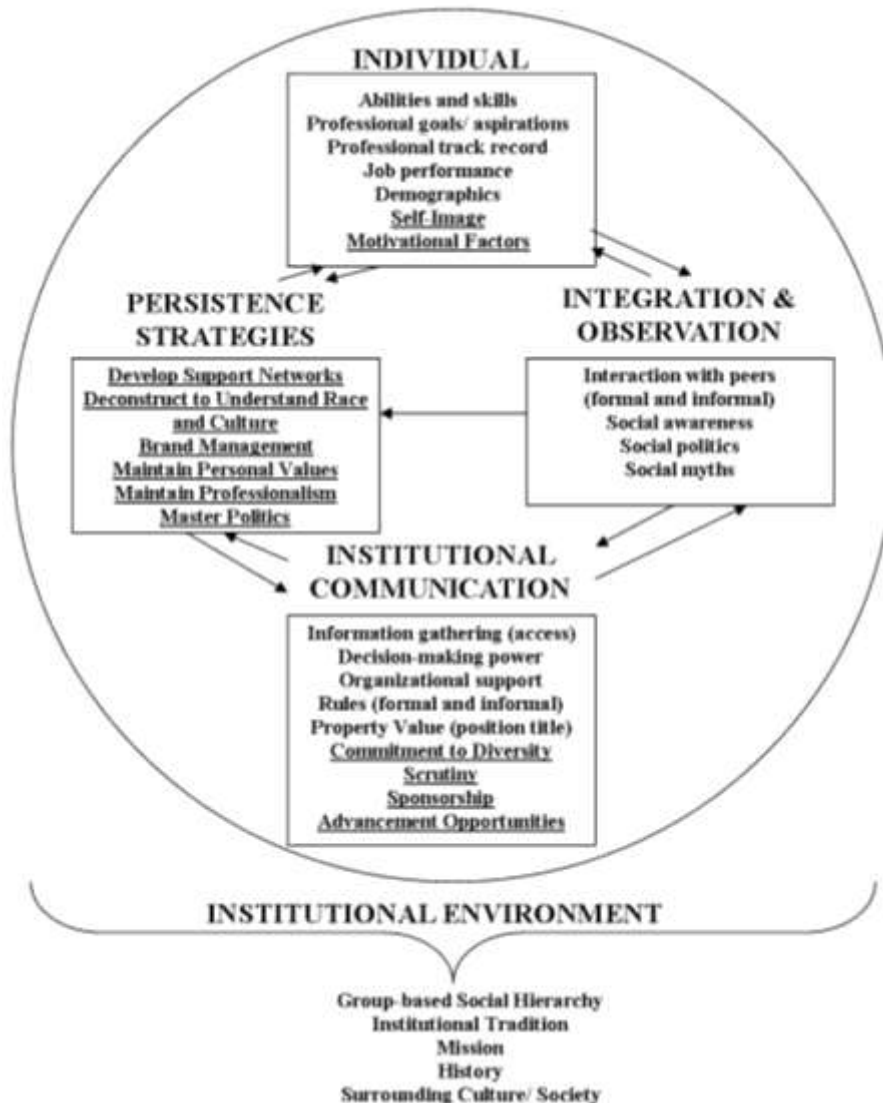 INDIVIDUAL
Abilities and skills
Professional goals/ aspirations
Professional track record
Job performance
Demographics
Self-Image
Motivational Factors
PERSISTENCE
STRATEGIES
Develop Support Networks
Deconstruct to Understand Race
and Culture
Brand Management
Maintain Personal Values
Maintain Professionalism
Master Politics
INTEGRATION &
OBSERVATION
Interaction with peers
(formal and informal)
Social awareness
Social politics
Social myths
INSTITUTIONAL
COMMUNICATION
Information gathering (access)
Decision-making power
Organizational support
Rules (formal and informal)
Property Value (position title)
Commitment to Diversity
Scrutiny
Sponsorship
Advancement Opportunities
INSTITUTIONAL ENVIRONMENT
Group-based Social Hierarchy
Institutional Tradition
Mission
History
Surrounding Culture/ Society